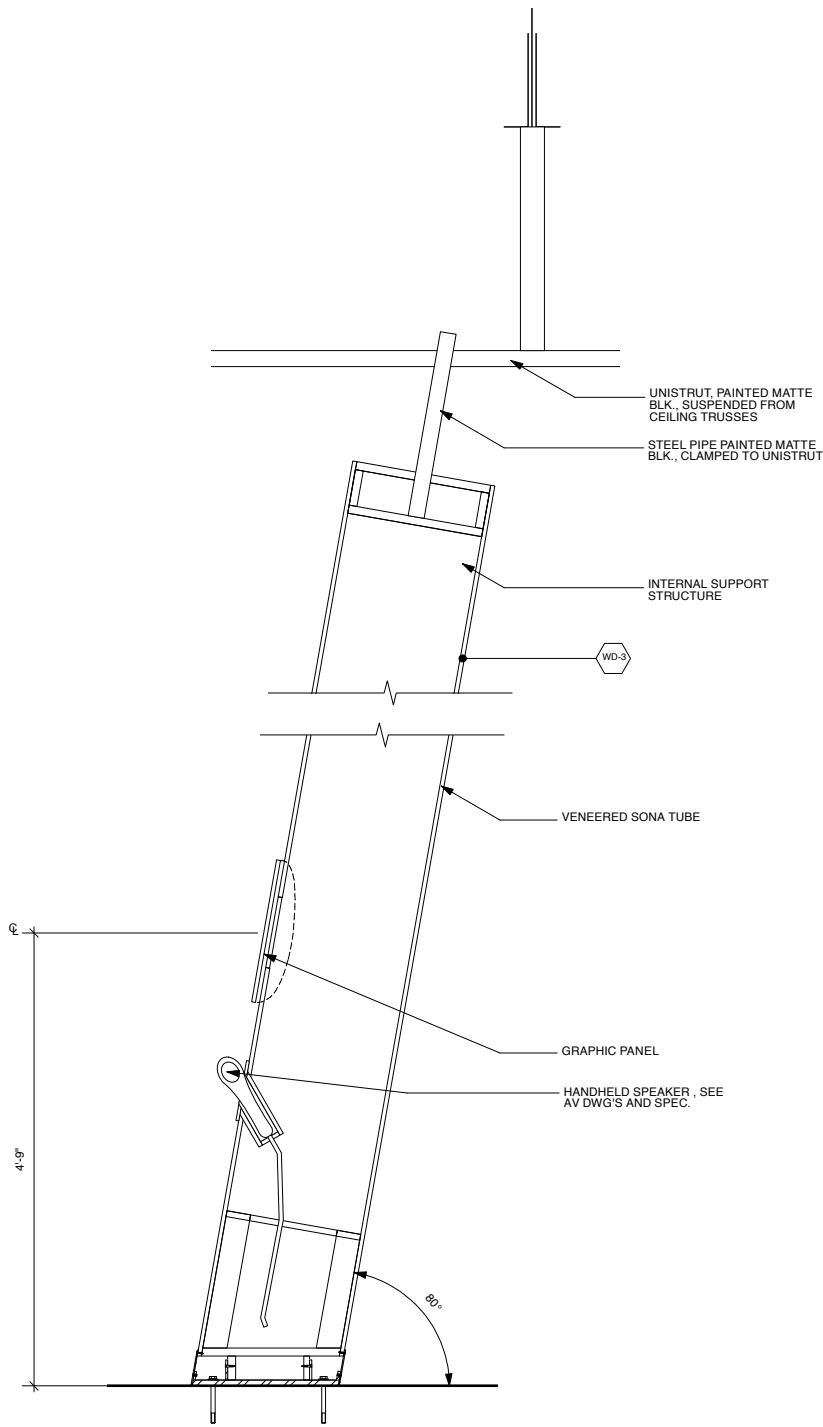 UNISTRUT, PAINTED MATTE
BLK., SUSPENDED FROM
CEILING TRUSSES
STEEL PIPE PAINTED MATTE
BLK., CLAMPED TO UNISTRUT
INTERNAL SUPPORT
STRUCTURE
WD-3
VENEERED SONA TUBE
℄
GRAPHIC PANEL
HANDHELD SPEAKER , SEE
AV DWG'S AND SPEC.
4'-9"
80°